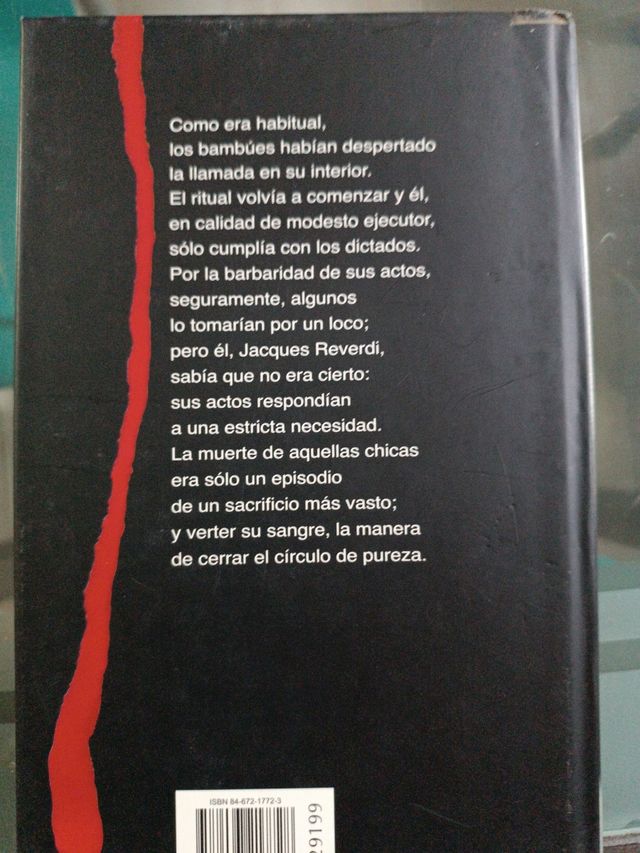 Como era habitual,
los bambúes habían despertado
la llamada en su interior.
El ritual volvía a comenzar y él,
en calidad de modesto ejecutor,
sólo cumplía con los dictados.
Por la barbaridad de sus actos,
seguramente, algunos
lo tomarían por un loco;
pero él, Jacques Reverdi,
sabía que no era cierto:
sus actos respondían
a una estricta necesidad.
La muerte de aquellas chicas
era sólo un episodio
de un sacrificio más vasto;
y verter su sangre, la manera
de cerrar el círculo de pureza.
ISBN 84-672-1772-3
29199